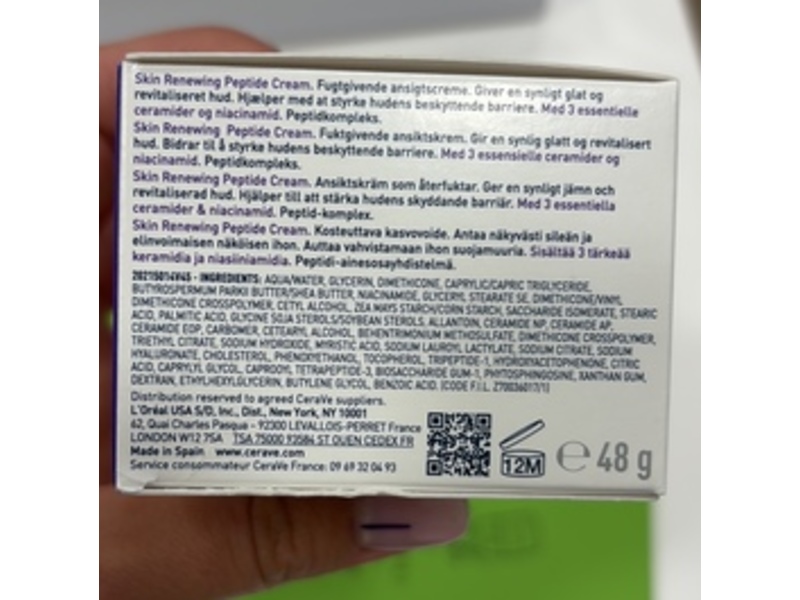 Skin Renewing Peptide Cream. Fugtgivende ansigtscreme. Giver en synligt glat og
revitaliseret hud. Hjælper med at styrke hudens beskyttende barriere. Med 3 essentielle
ceramider og niacinamid. Peptidkompleks.
Skin Renewing Peptide Cream. Fuktgivende ansiktskrem. Gir en synlig glatt og revitalisert
hud. Bidrar til å styrke hudens beskyttende barriere. Med 3 essensielle ceramider og
niacinamid. Peptidkompleks.
Skin Renewing Peptide Cream. Ansiktskräm som återfuktar. Ger en synligt jämn och
revitaliserad hud. Hjälper till att stärka hudens skyddande barriär. Med 3 essentiella
ceramider & niacinamid. Peptid-komplex.
Skin Renewing Peptide Cream. Kosteuttava kasvovoide. Antaa näkyvästi sileän ja
elinvoimaisen näköisen ihon. Auttaa vahvistamaan ihon suojamuuria. Sisältää 3 tärkeää
keramidia ja niasiiniamidia. Peptidi-ainesosayhdistelmä.
- INGREDIENTS: AQUA/WATER, GLYCERIN, DIMETHICONE, CAPRYLIC/CAPRIC TRIGLYCERIDE,
BUTYROSPERMUM PARKII BUTTER/SHEA BUTTER, NIACINAMIDE, GLYCERYL STEARATE SE, DIMETHICONE/VINYL
DIMETHICONE CROSSPOLYMER, CETYL ALCOHOL, ZEA MAYS STARCH/CORN STARCH, SACCHARIDE ISOMERATE, STEARIC
ACID, PALMITIC ACID, GLYCINE SOJA STEROLS/SOYBEAN STEROLS, ALLANTOIN, CERAMIDE NP, CERAMIDE AP,
CERAMIDE EOP, CARBOMER, CETEARYL ALCOHOL, BEHENTRIMONIUM METHOSULFATE, DIMETHICONE CROSSPOLYMER,
TRIETHYL CITRATE, SODIUM HYDROXIDE, MYRISTIC ACID, SODIUM LAUROYL LACTYLATE, SODIUM CITRATE, SODIUM
HYALURONATE, CHOLESTEROL, PHENOXYETHANOL, TOCOPHEROL, TRIPEPTIDE-1, HYDROXYACETOPHENONE, CITRIC
ACID, CAPRYLYL GLYCOL, CAPROOYL TETRAPEPTIDE-3, BIOSACCHARIDE GUM-1, PHYTOSPHINGOSINE, XANTHAN GUM,
DEXTRAN, ETHYLHEXYLGLYCERIN, BUTYLENE GLYCOL, BENZOIC ACID. (CODE F.I.L. Z70036017/1)
Distribution reserved to agreed CeraVe suppliers.
L'Oréal USA S/D, Inc., Dist., New York, NY 10001
62, Quai Charles Pasqua - 92300 LEVALLOIS-PERRET France
LONDON W12 7SA TSA 75000 93584 ST OUEN CEDEX FR
Made in Spain www.cerave.com
Service consommateur CeraVe France: 09 69 32 04 93
12M
℮ 48 g